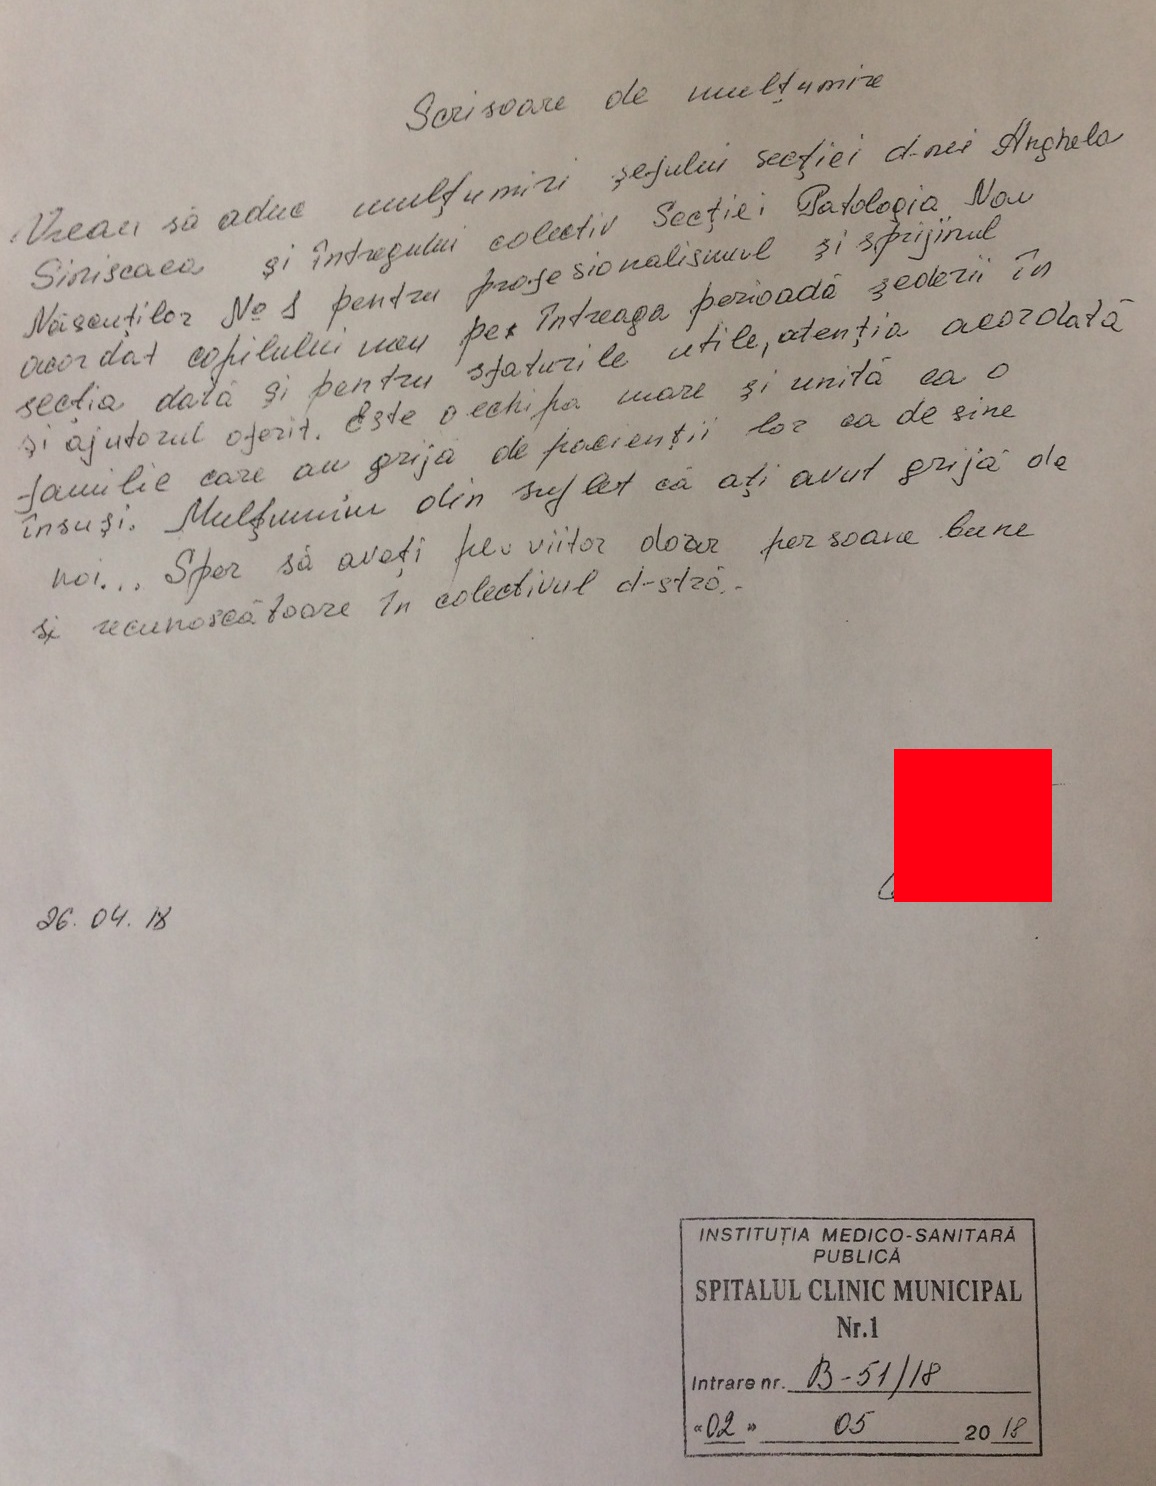 Scrisoare de mulțumire
Vreau să aduc mulțumiri șefului secției d-nei Anghela
Siriscaea și întregului colectiv Secției Patologia Nou
Născuților № 1 pentru profesionalismul și sprijinul
acordat copilului meu pe întreaga perioadă șederii în
secția dată și pentru sfaturile utile, atenția acordată
și ajutorul oferit. Este o echipa mare și unită ca o
familie care au grijă de pacienții lor ca de sine
însuși. Mulțumim din suflet că ați avut grijă de
noi... Sper să aveți pe viitor doar persoane bune
și recunoscătoare în colectivul d-stră.-
26.04.18
INSTITUȚIA MEDICO-SANITARĂ
PUBLICĂ
SPITALUL CLINIC MUNICIPAL
Nr.1
Intrare nr. B-51/18
«02» 05 2018